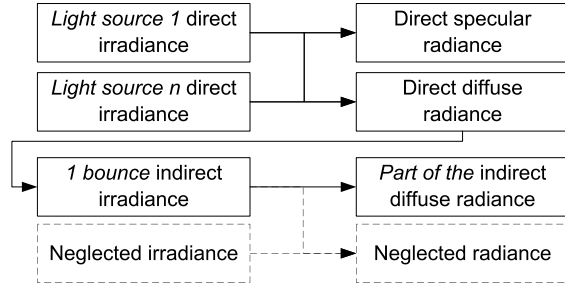 Light source 1 direct
irradiance
Direct specular
radiance
Light source n direct
irradiance
Direct diffuse
radiance
1 bounce indirect
irradiance
Part of the indirect
diffuse radiance
Neglected irradiance
Neglected radiance